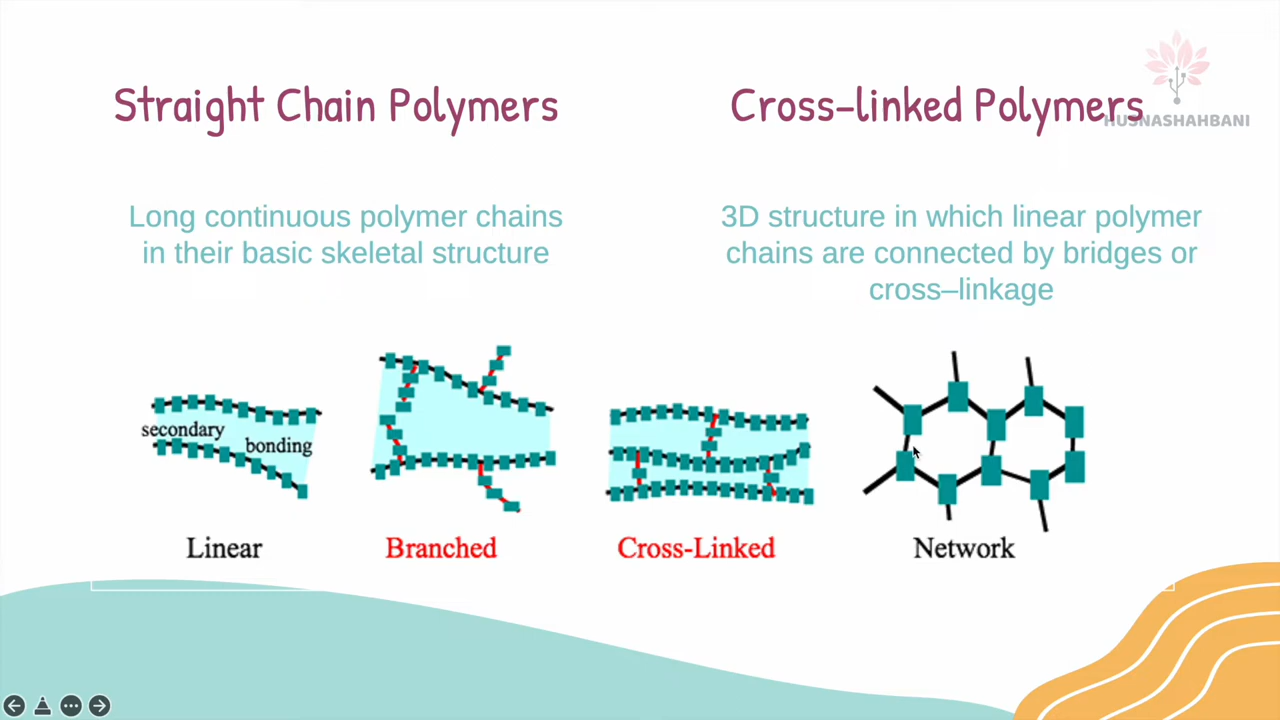 Straight Chain Polymers
Cross-linked Polymers
HUSNASHAHBANI
Long continuous polymer chains
in their basic skeletal structure
3D structure in which linear polymer
chains are connected by bridges or
cross–linkage
secondary
bonding
Linear
Branched
Cross-Linked
Network